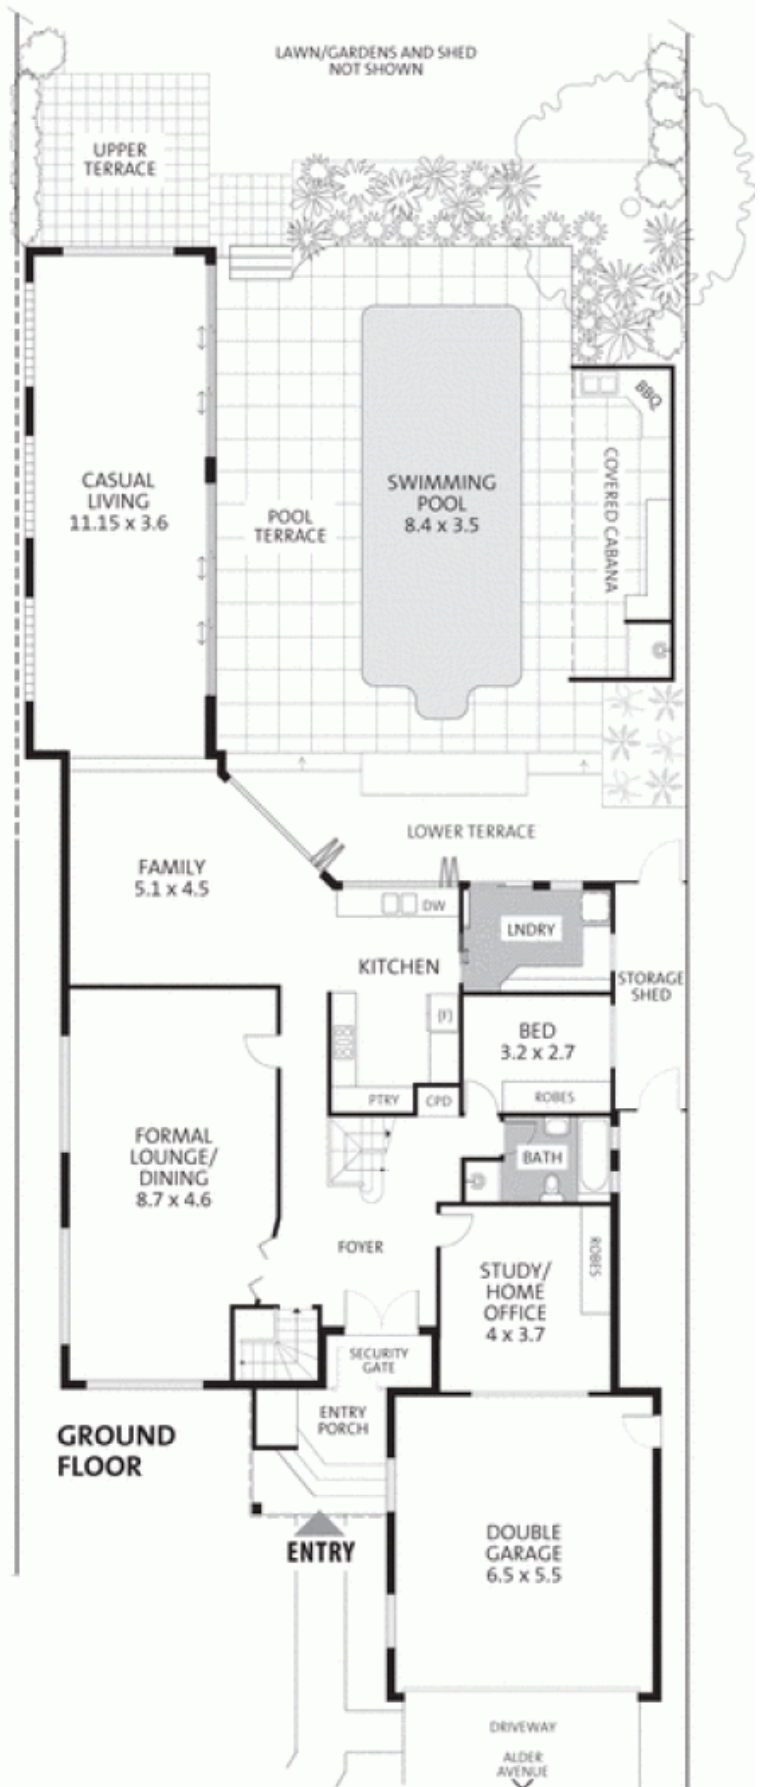 LAWN/GARDENS AND SHED
NOT SHOWN
UPPER
TERRACE
BBQ
CASUAL
LIVING
11.15 x 3.6
POOL
TERRACE
SWIMMING
POOL
8.4 x 3.5
COVERED CABANA
LOWER TERRACE
FAMILY
5.1 x 4.5
DW
LNDRY
KITCHEN
STORAGE
SHED
(F)
BED
3.2 x 2.7
PTRY
CPD
ROBES
FORMAL
LOUNGE/
DINING
8.7 x 4.6
BATH
FOYER
STUDY/
HOME
OFFICE
4 x 3.7
ROBES
SECURITY
GATE
ENTRY
PORCH
GROUND
FLOOR
ENTRY
DOUBLE
GARAGE
6.5 x 5.5
DRIVEWAY
ALDER
AVENUE